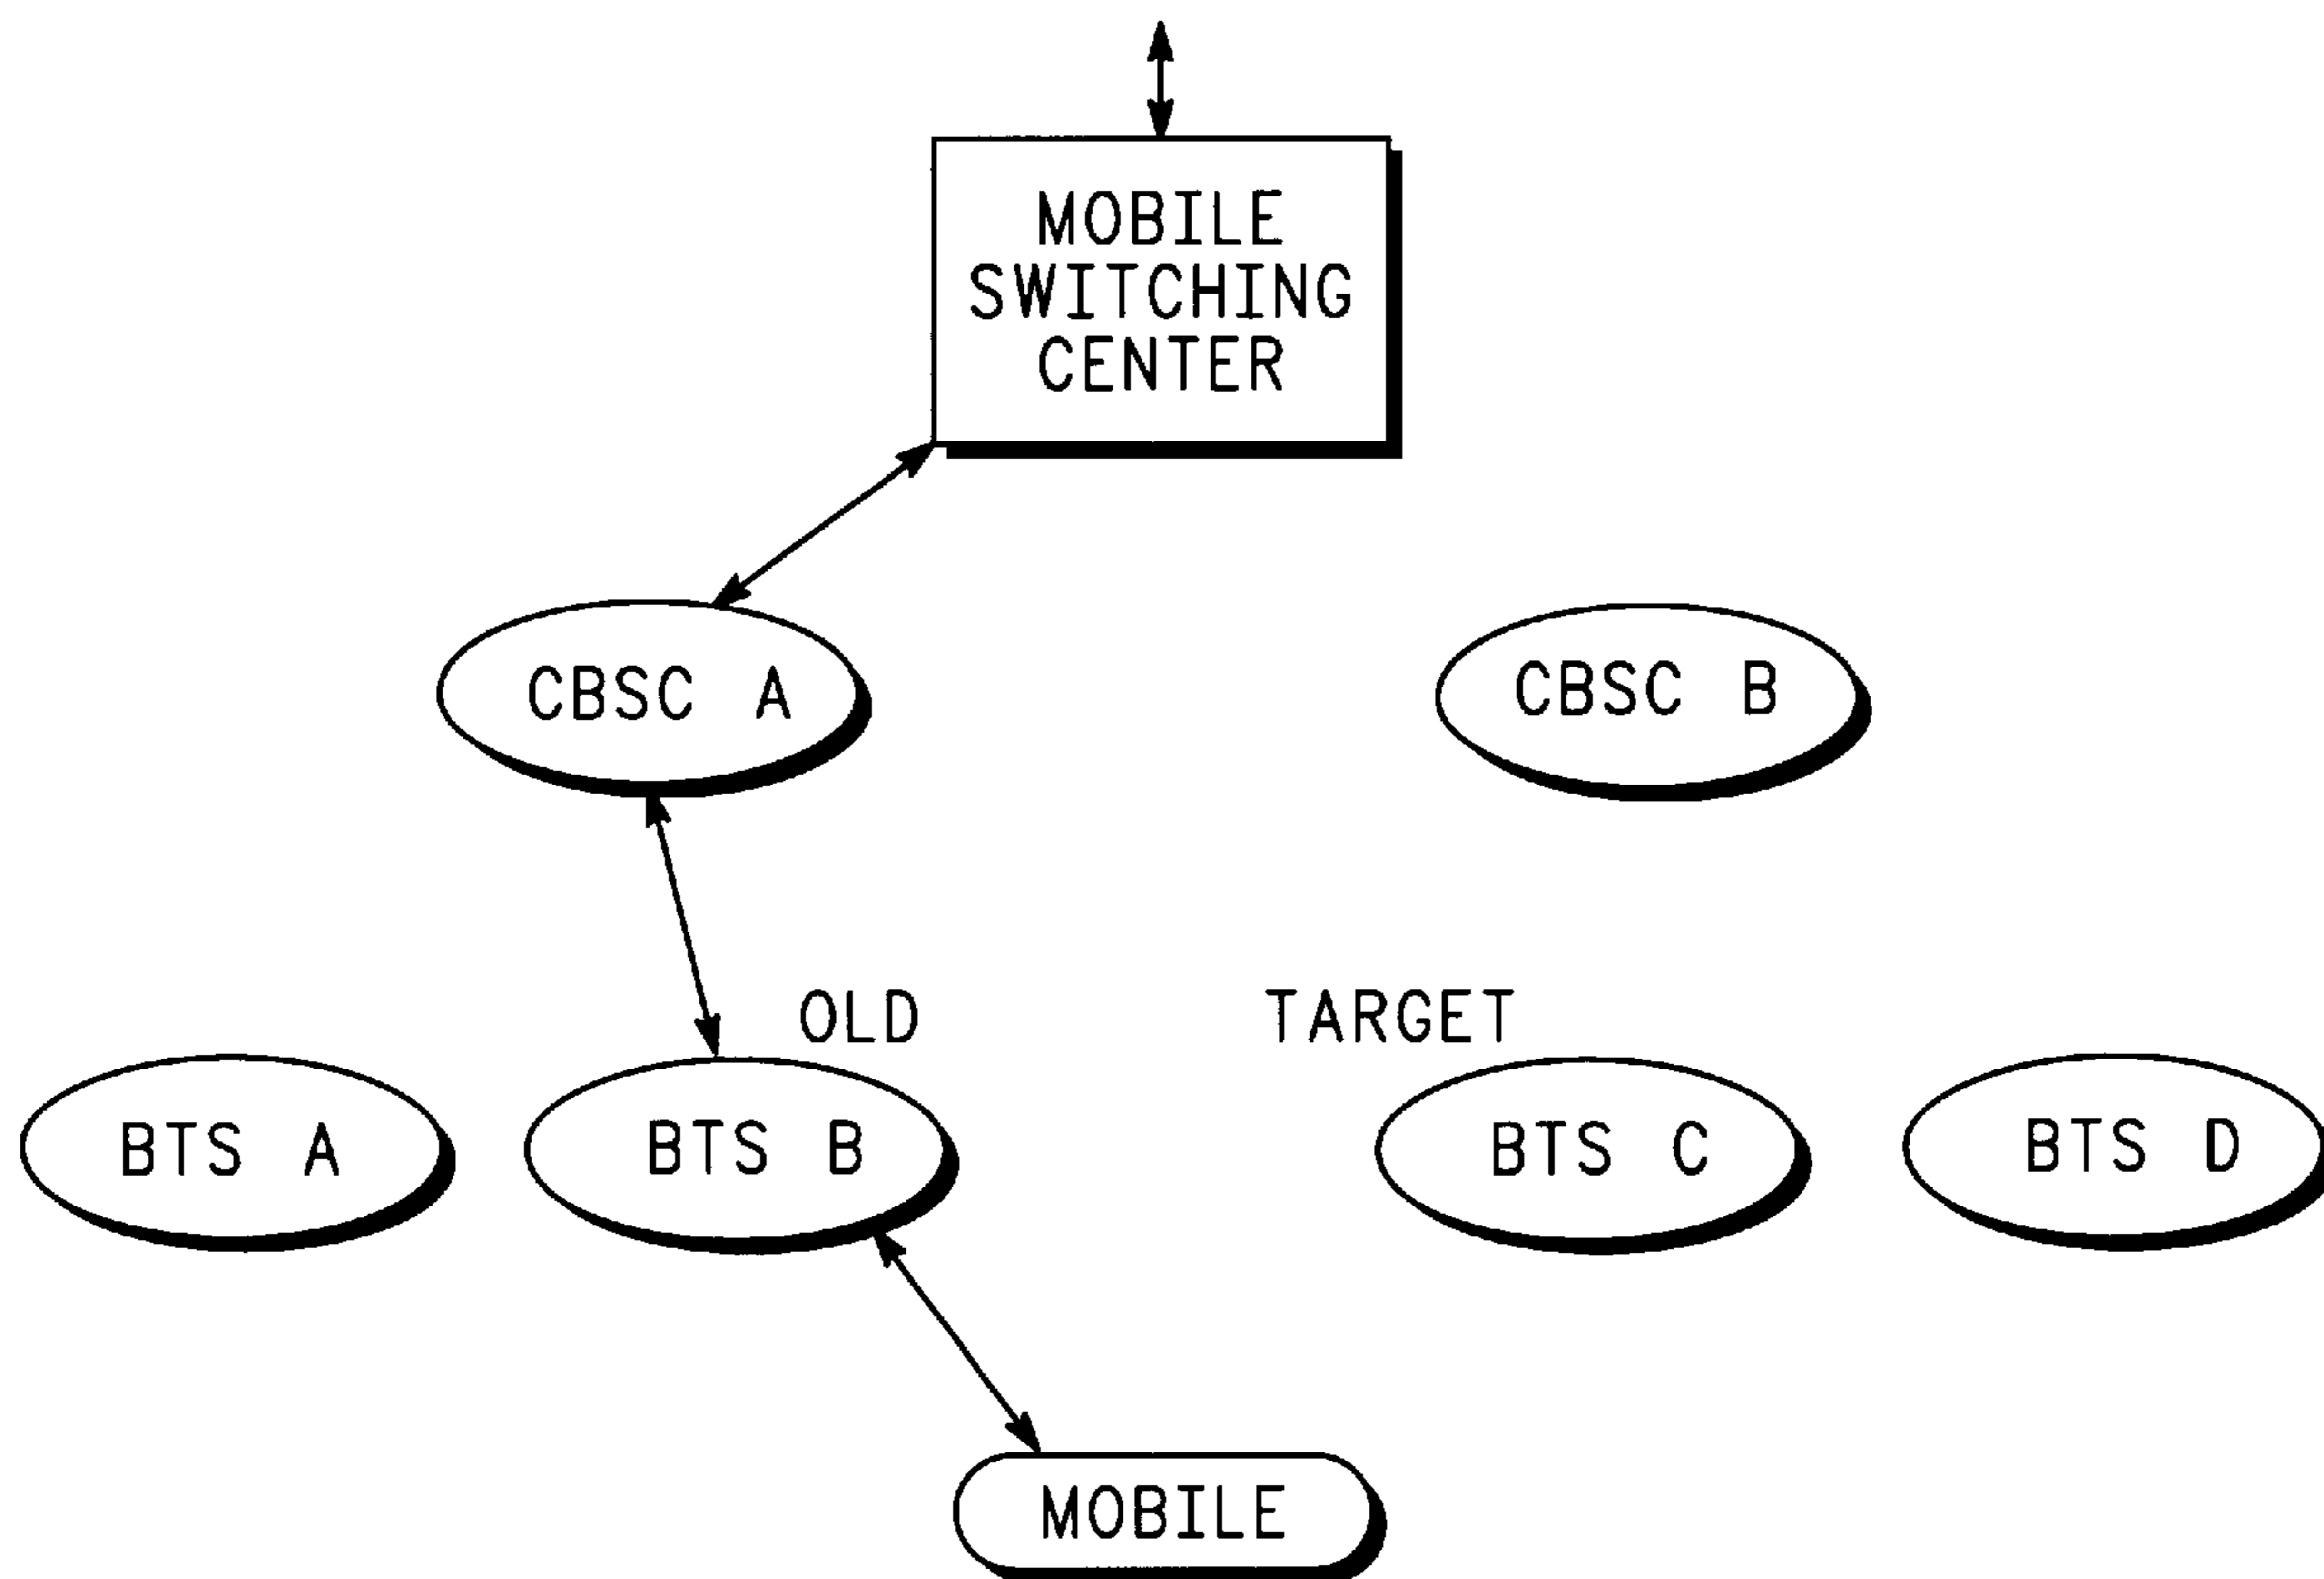 MOBILE
SWITCHING
CENTER
CBSC A
CBSC B
OLD
TARGET
BTS A
BTS B
BTS C
BTS D
MOBILE